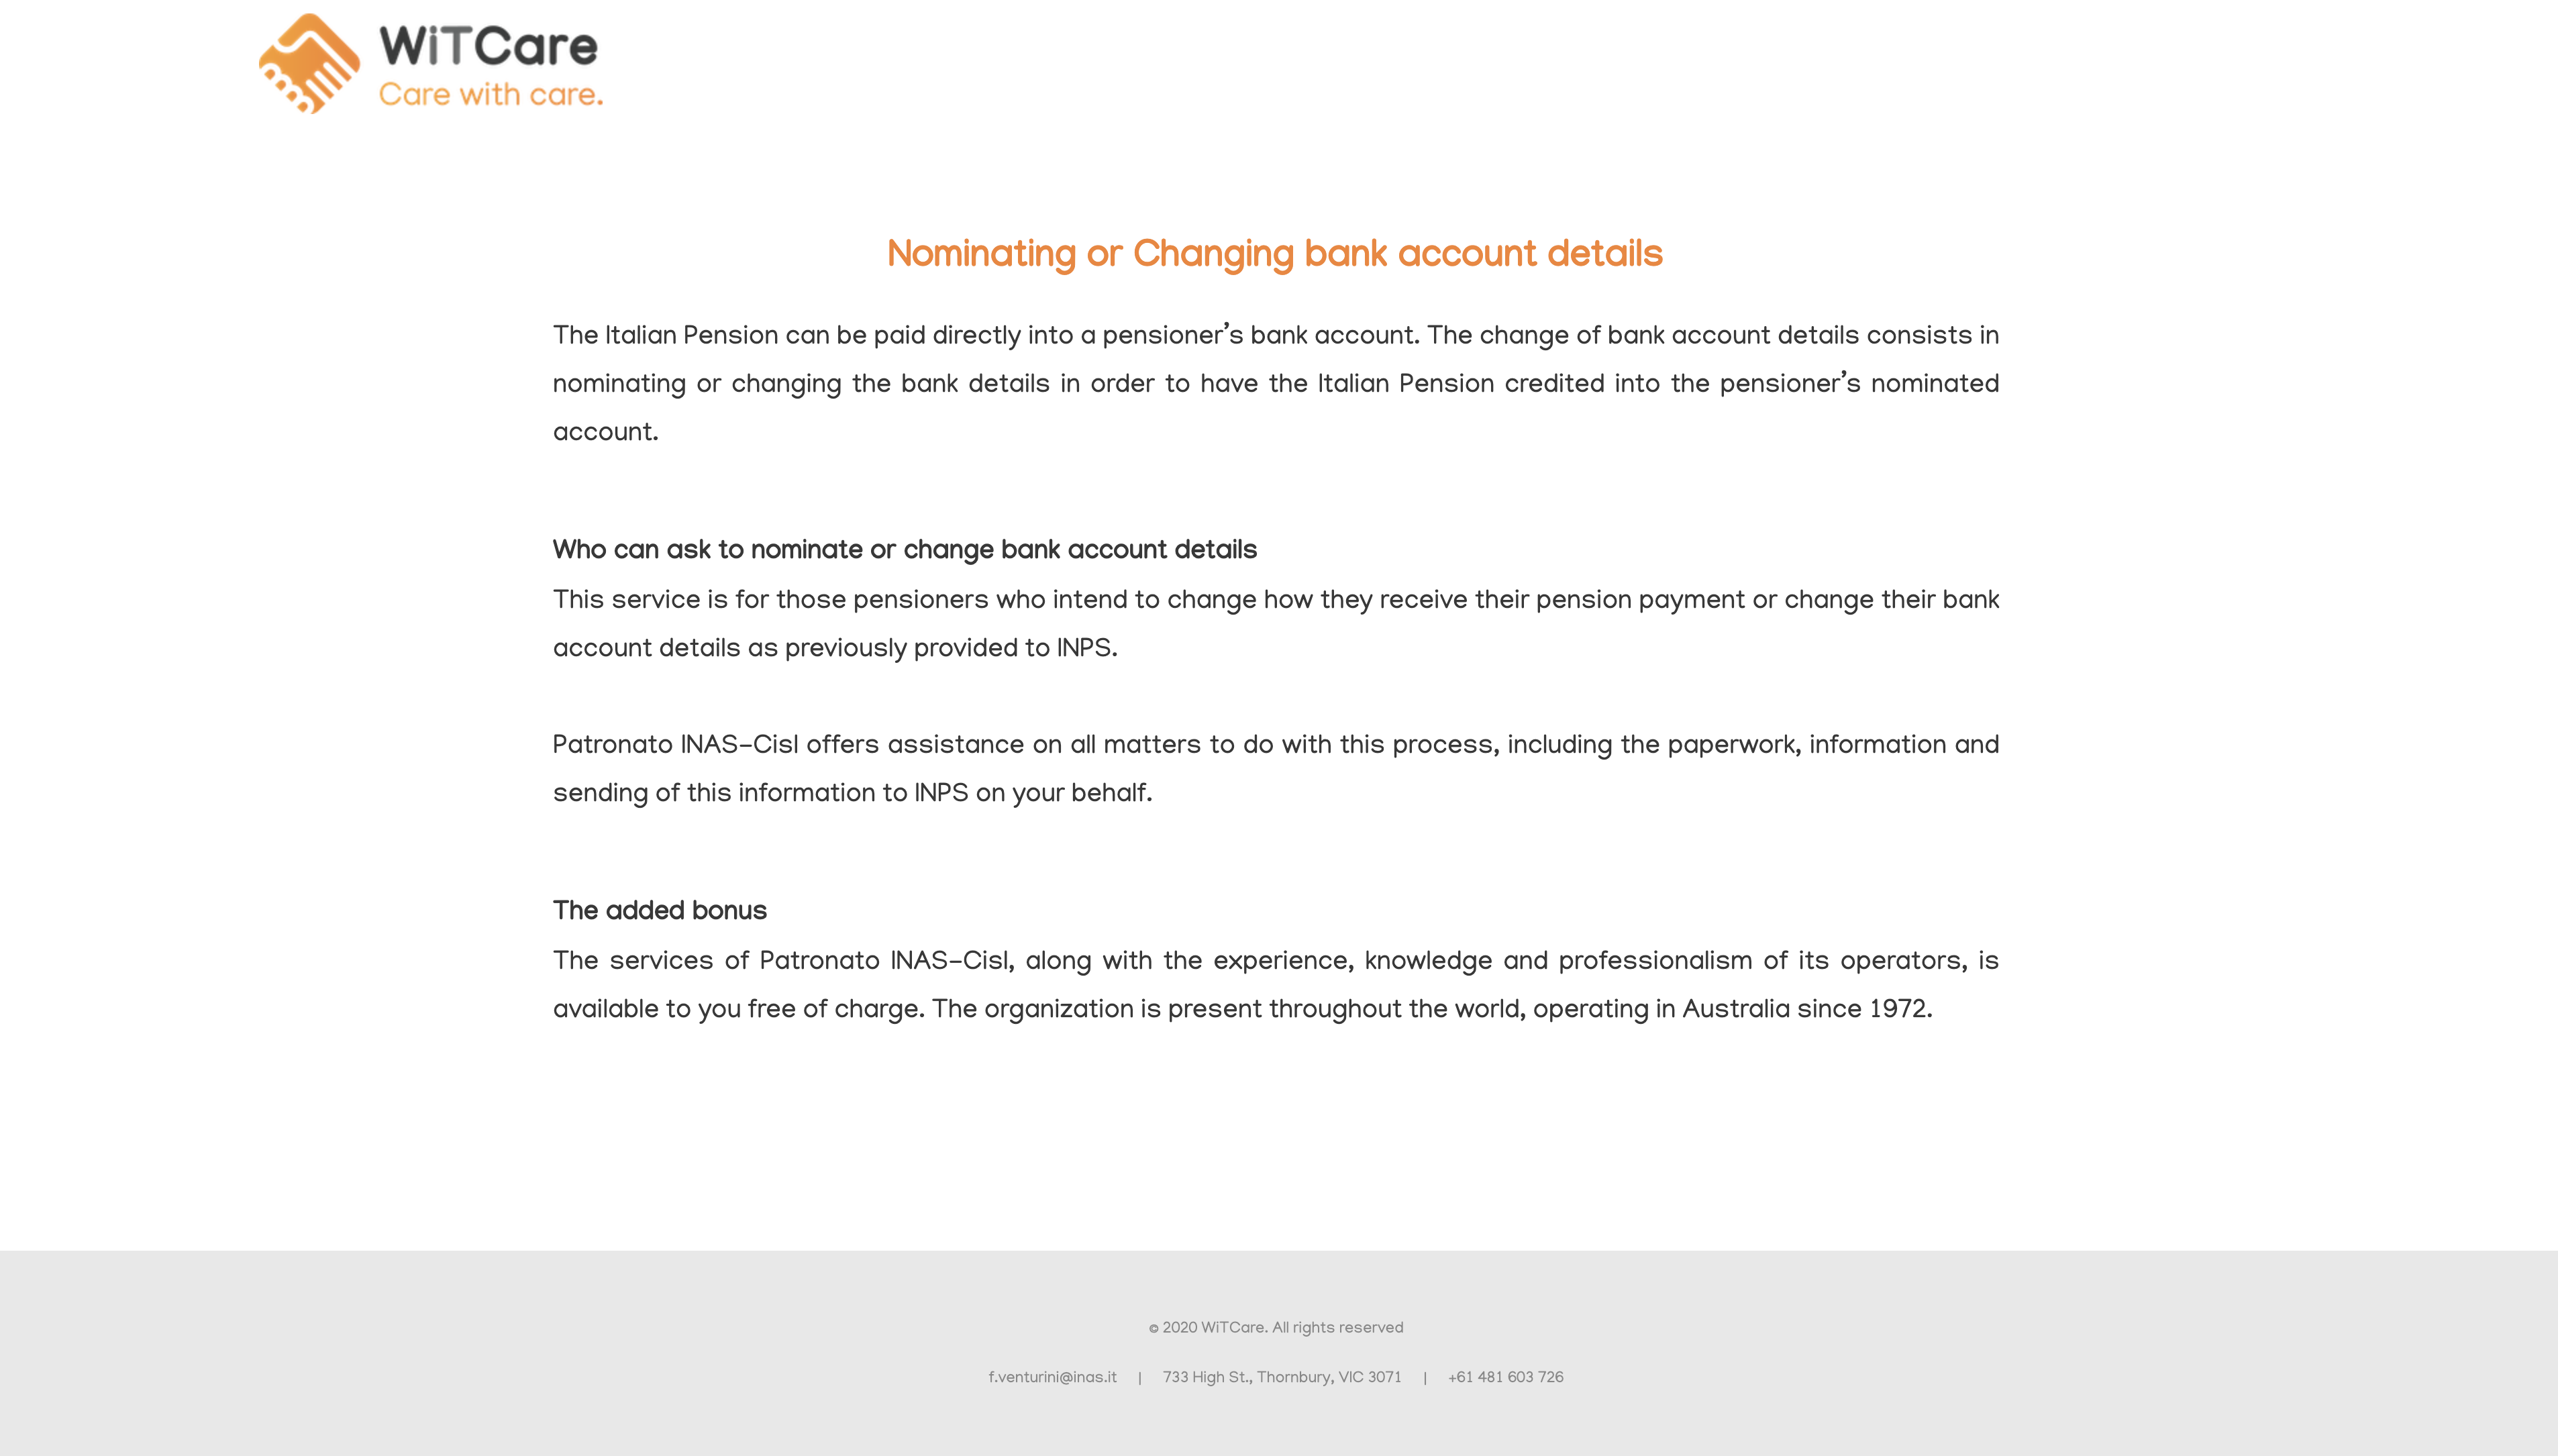 WiTCare
Care with care.
Nominating or Changing bank account details
The Italian Pension can be paid directly into a pensioner’s bank account. The change of bank account details consists in
nominating or changing the bank details in order to have the Italian Pension credited into the pensioner’s nominated
account.
Who can ask to nominate or change bank account details
This service is for those pensioners who intend to change how they receive their pension payment or change their bank
account details as previously provided to INPS.
Patronato INAS-Cisl offers assistance on all matters to do with this process, including the paperwork, information and
sending of this information to INPS on your behalf.
The added bonus
The services of Patronato INAS-Cisl, along with the experience, knowledge and professionalism of its operators, is
available to you free of charge. The organization is present throughout the world, operating in Australia since 1972.
© 2020 WiTCare. All rights reserved
f.venturini@inas.it | 733 High St., Thornbury, VIC 3071 | +61 481 603 726